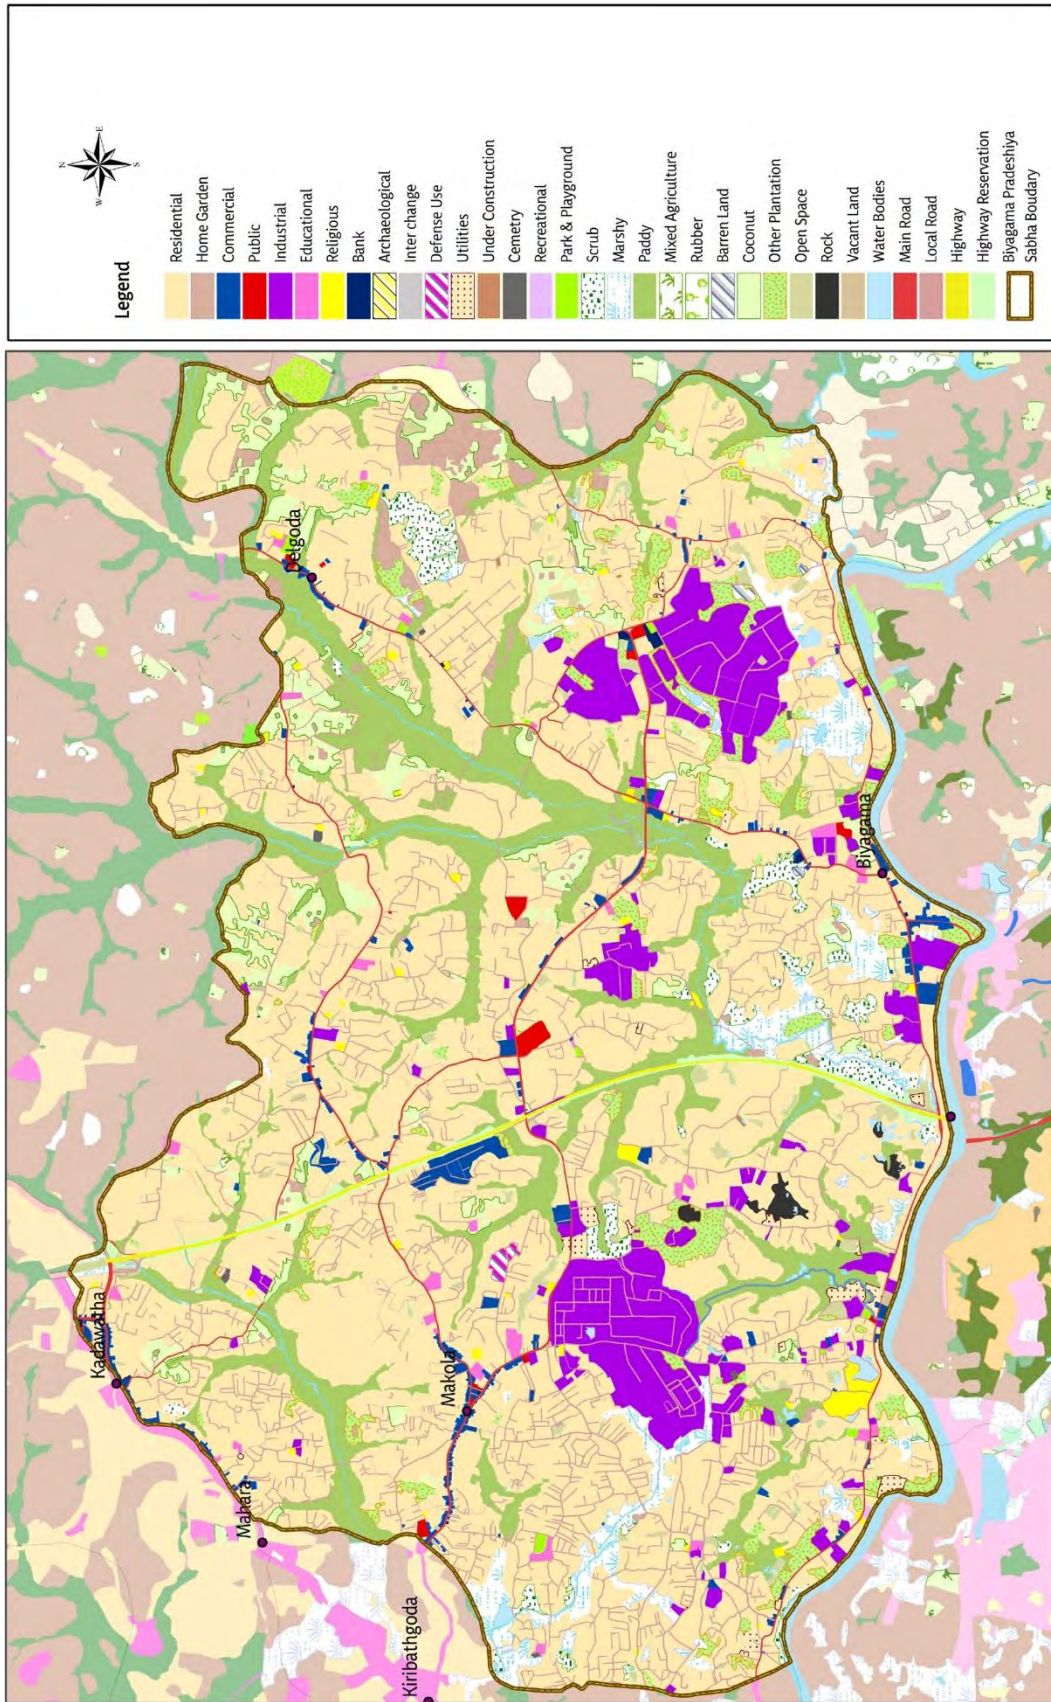 Legend
Residential
Home Garden
Commercial
Public
Industrial
Educational
Religious
Bank
Archaeological
Inter change
Defense Use
Utilities
Under Construction
Cemetry
Recreational
Park & Playground
Scrub
Marshy
Paddy
Mixed Agriculture
Rubber
Barren Land
Coconut
Other Plantation
Open Space
Rock
Vacant Land
Water Bodies
Main Road
Local Road
Highway
Highway Reservation
Biyagama Pradeshiya
Sabha Boudary
N
E
S
W
Kadawatha
Mahara
Kiribathgoda
Makola
Delgoda
Biyagama